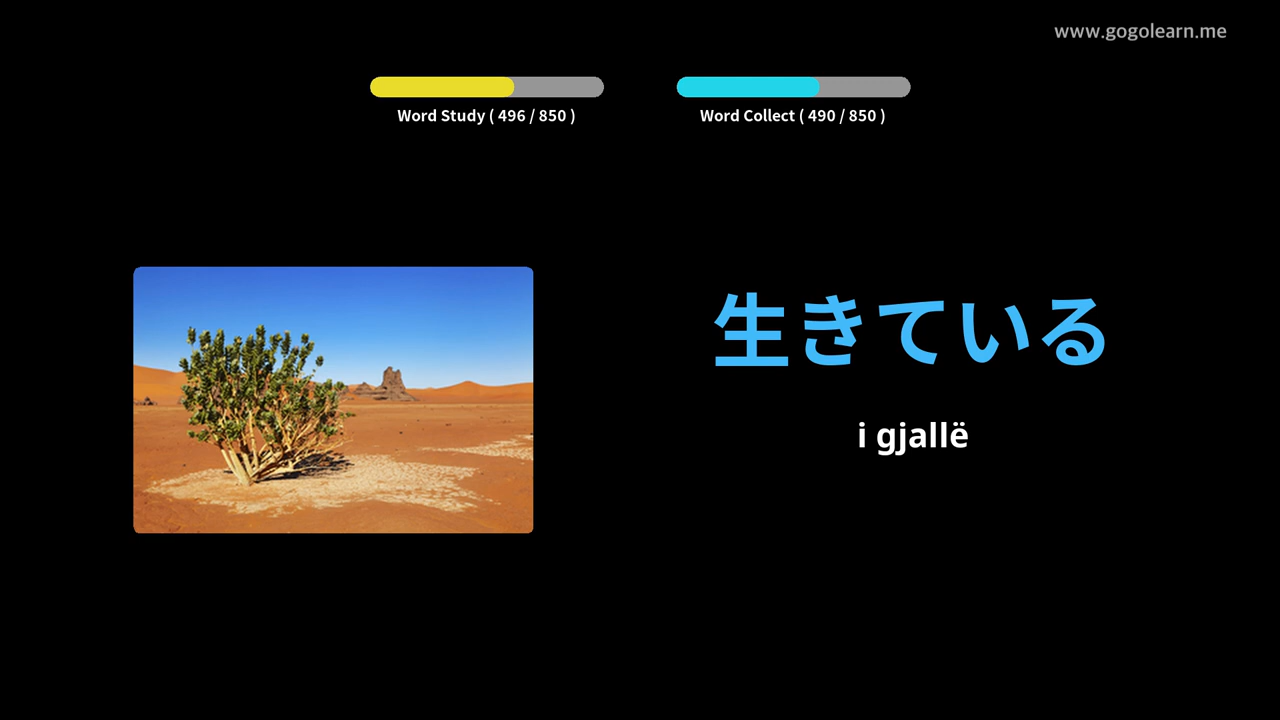 www.gogolearn.me
Word Study ( 496 / 850 )
Word Collect ( 490 / 850 )
生きている
i gjallë